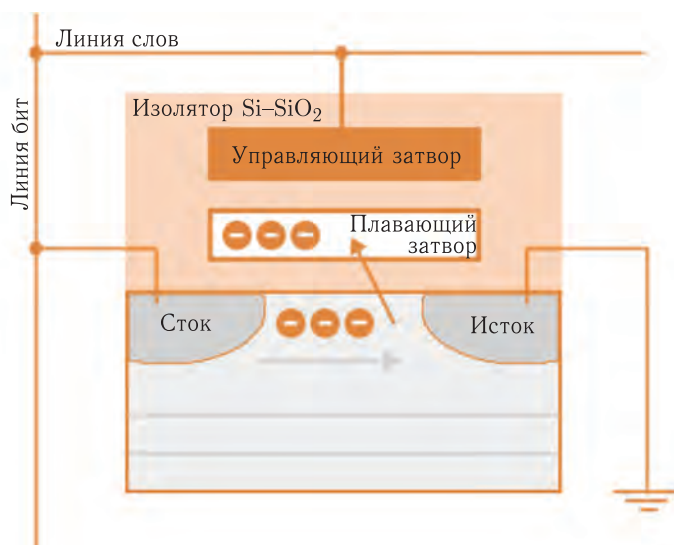 Линия слов
Линия бит
Изолятор Si–SiO₂
Управляющий затвор
Плавающий
затвор
Сток
Исток